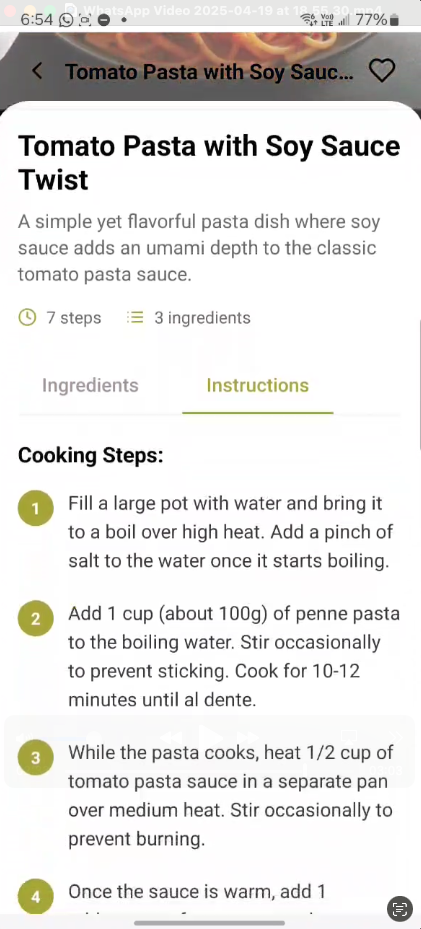 WhatsApp Video 2025-04-19 at 18.55.30.mp4
6:54 77%
Tomato Pasta with Soy Sauc...
Tomato Pasta with Soy Sauce
Twist
A simple yet flavorful pasta dish where soy
sauce adds an umami depth to the classic
tomato pasta sauce.
7 steps 3 ingredients
Ingredients Instructions
Cooking Steps:
1 Fill a large pot with water and bring it
to a boil over high heat. Add a pinch of
salt to the water once it starts boiling.
2 Add 1 cup (about 100g) of penne pasta
to the boiling water. Stir occasionally
to prevent sticking. Cook for 10-12
minutes until al dente.
3 While the pasta cooks, heat 1/2 cup of
tomato pasta sauce in a separate pan
over medium heat. Stir occasionally to
prevent burning.
4 Once the sauce is warm, add 1